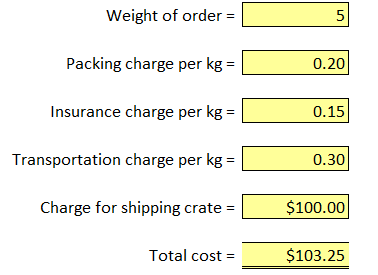 Weight of order = 5
Packing charge per kg = 0.20
Insurance charge per kg = 0.15
Transportation charge per kg = 0.30
Charge for shipping crate = $100.00
Total cost = $103.25